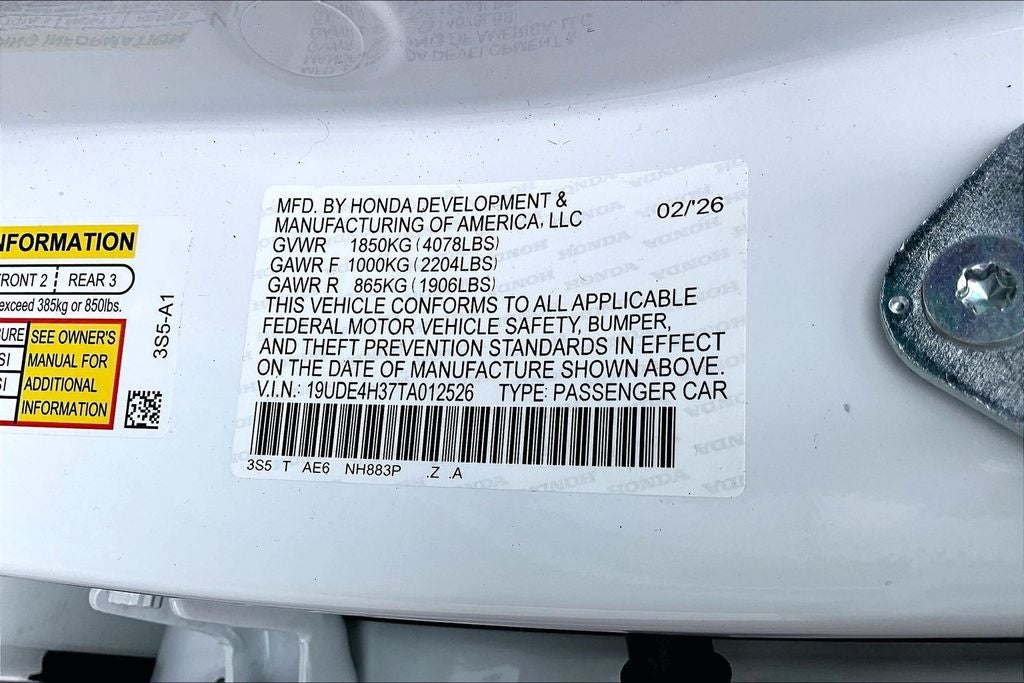 MFD. BY HONDA DEVELOPMENT &
MANUFACTURING OF AMERICA, LLC
02/'26
GVWR 1850KG (4078LBS)
GAWR F 1000KG (2204LBS)
GAWR R 865KG (1906LBS)
THIS VEHICLE CONFORMS TO ALL APPLICABLE
FEDERAL MOTOR VEHICLE SAFETY, BUMPER,
AND THEFT PREVENTION STANDARDS IN EFFECT
ON THE DATE OF MANUFACTURE SHOWN ABOVE.
V.I.N.: 19UDE4H37TA012526 TYPE: PASSENGER CAR
3S5 T AE6 NH883P .Z .A
INFORMATION
FRONT 2 REAR 3
exceed 385kg or 850lbs.
SEE OWNER'S
MANUAL FOR
ADDITIONAL
INFORMATION
3S5-A1